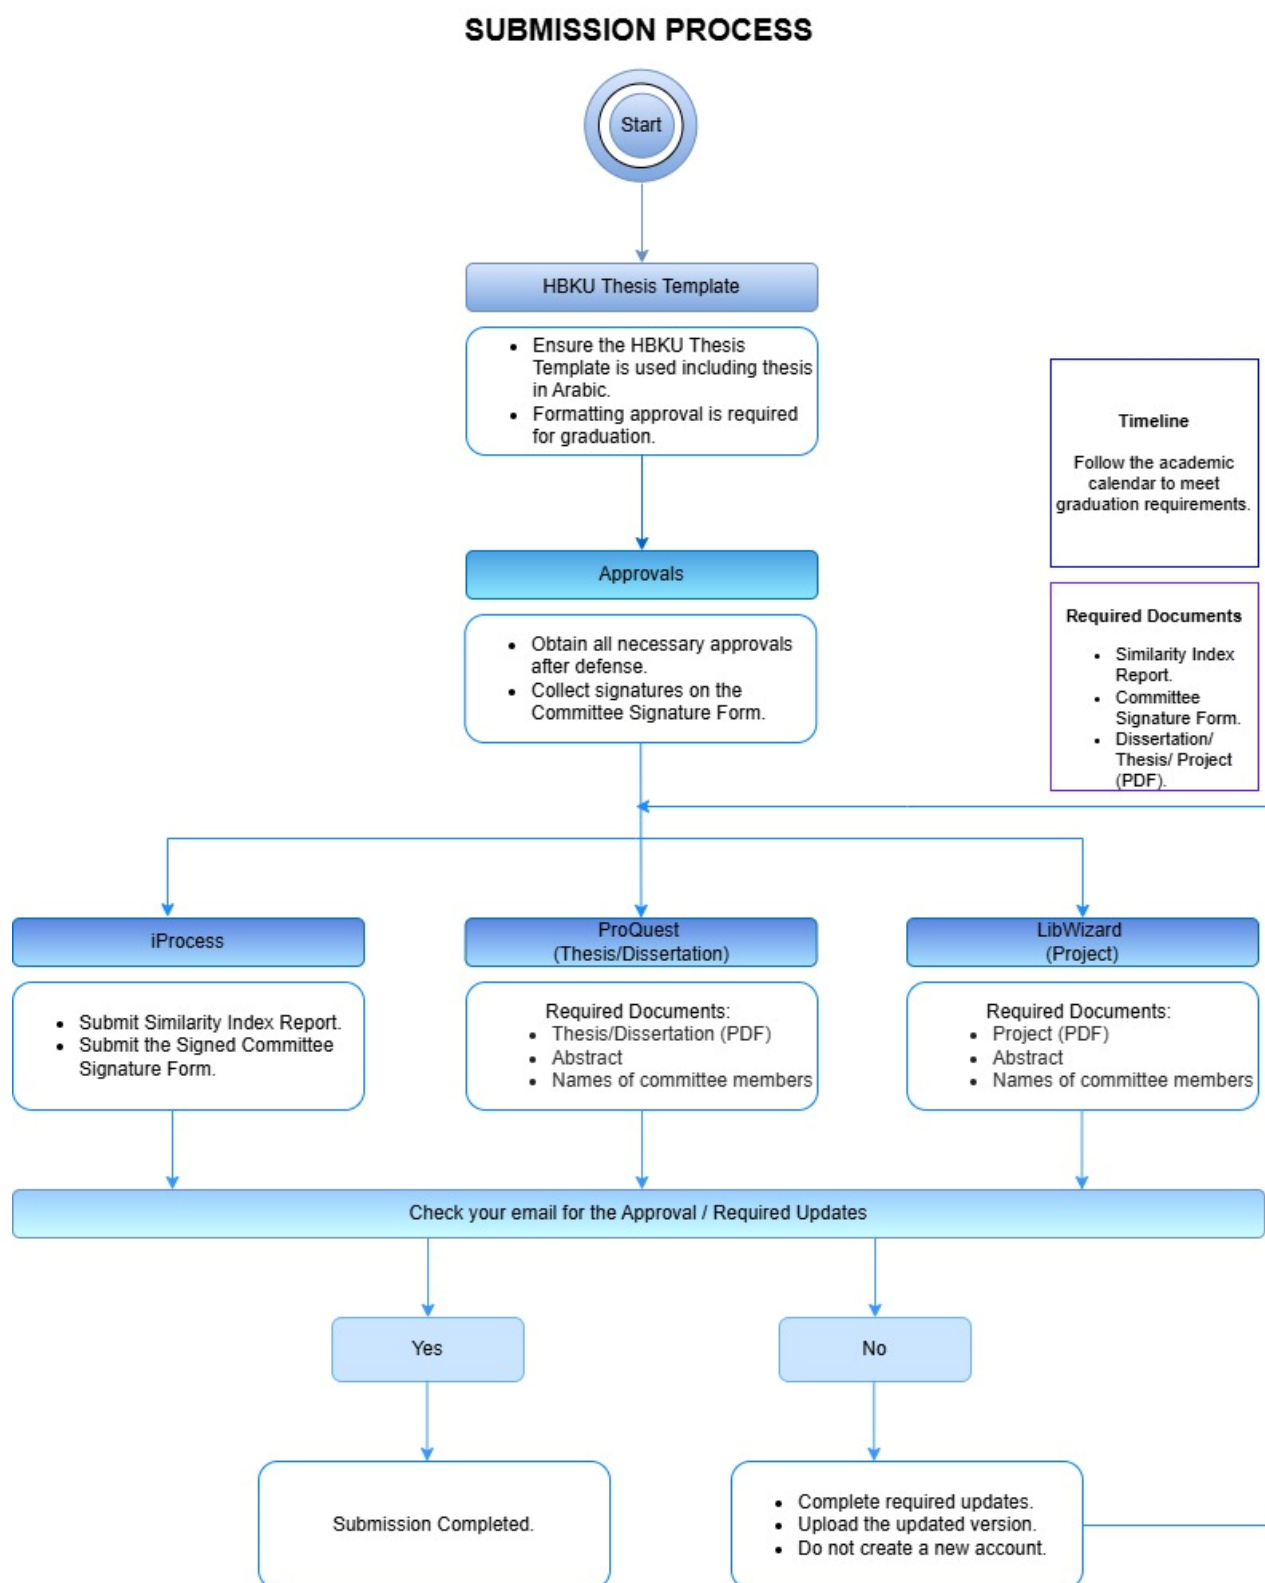 SUBMISSION PROCESS
Start
HBKU Thesis Template
• Ensure the HBKU Thesis
Template is used including thesis
in Arabic.
• Formatting approval is required
for graduation.
Timeline
Follow the academic
calendar to meet
graduation requirements.
Approvals
• Obtain all necessary approvals
after defense.
• Collect signatures on the
Committee Signature Form.
Required Documents
• Similarity Index
Report.
• Committee
Signature Form.
• Dissertation/
Thesis/ Project
(PDF).
iProcess
• Submit Similarity Index Report.
• Submit the Signed Committee
Signature Form.
ProQuest
(Thesis/Dissertation)
Required Documents:
• Thesis/Dissertation (PDF)
• Abstract
• Names of committee members
LibWizard
(Project)
Required Documents:
• Project (PDF)
• Abstract
• Names of committee members
Check your email for the Approval / Required Updates
Yes
No
Submission Completed.
• Complete required updates.
• Upload the updated version.
• Do not create a new account.